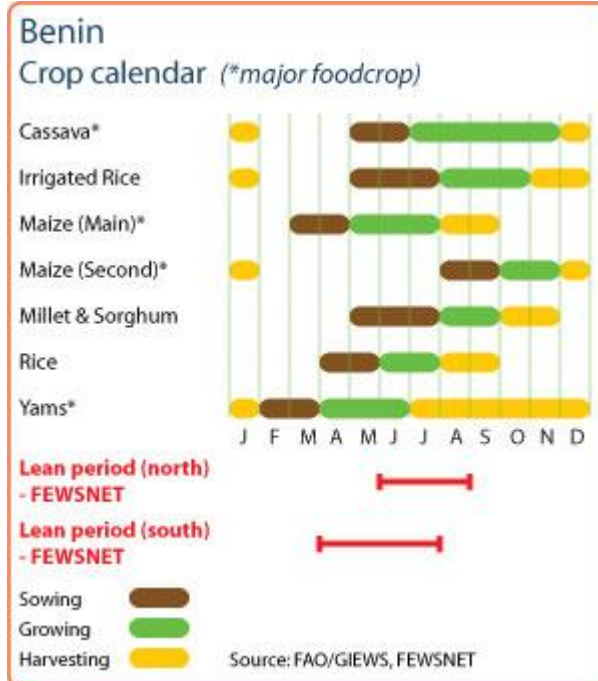 Benin
Crop calendar (*major foodcrop)
Cassava*
Irrigated Rice
Maize (Main)*
Maize (Second)*
Millet & Sorghum
Rice
Yams*
J F M A M J J A S O N D
Lean period (north)
- FEWSNET
Lean period (south)
- FEWSNET
Sowing
Growing
Harvesting
Source: FAO/GIEWS, FEWSNET